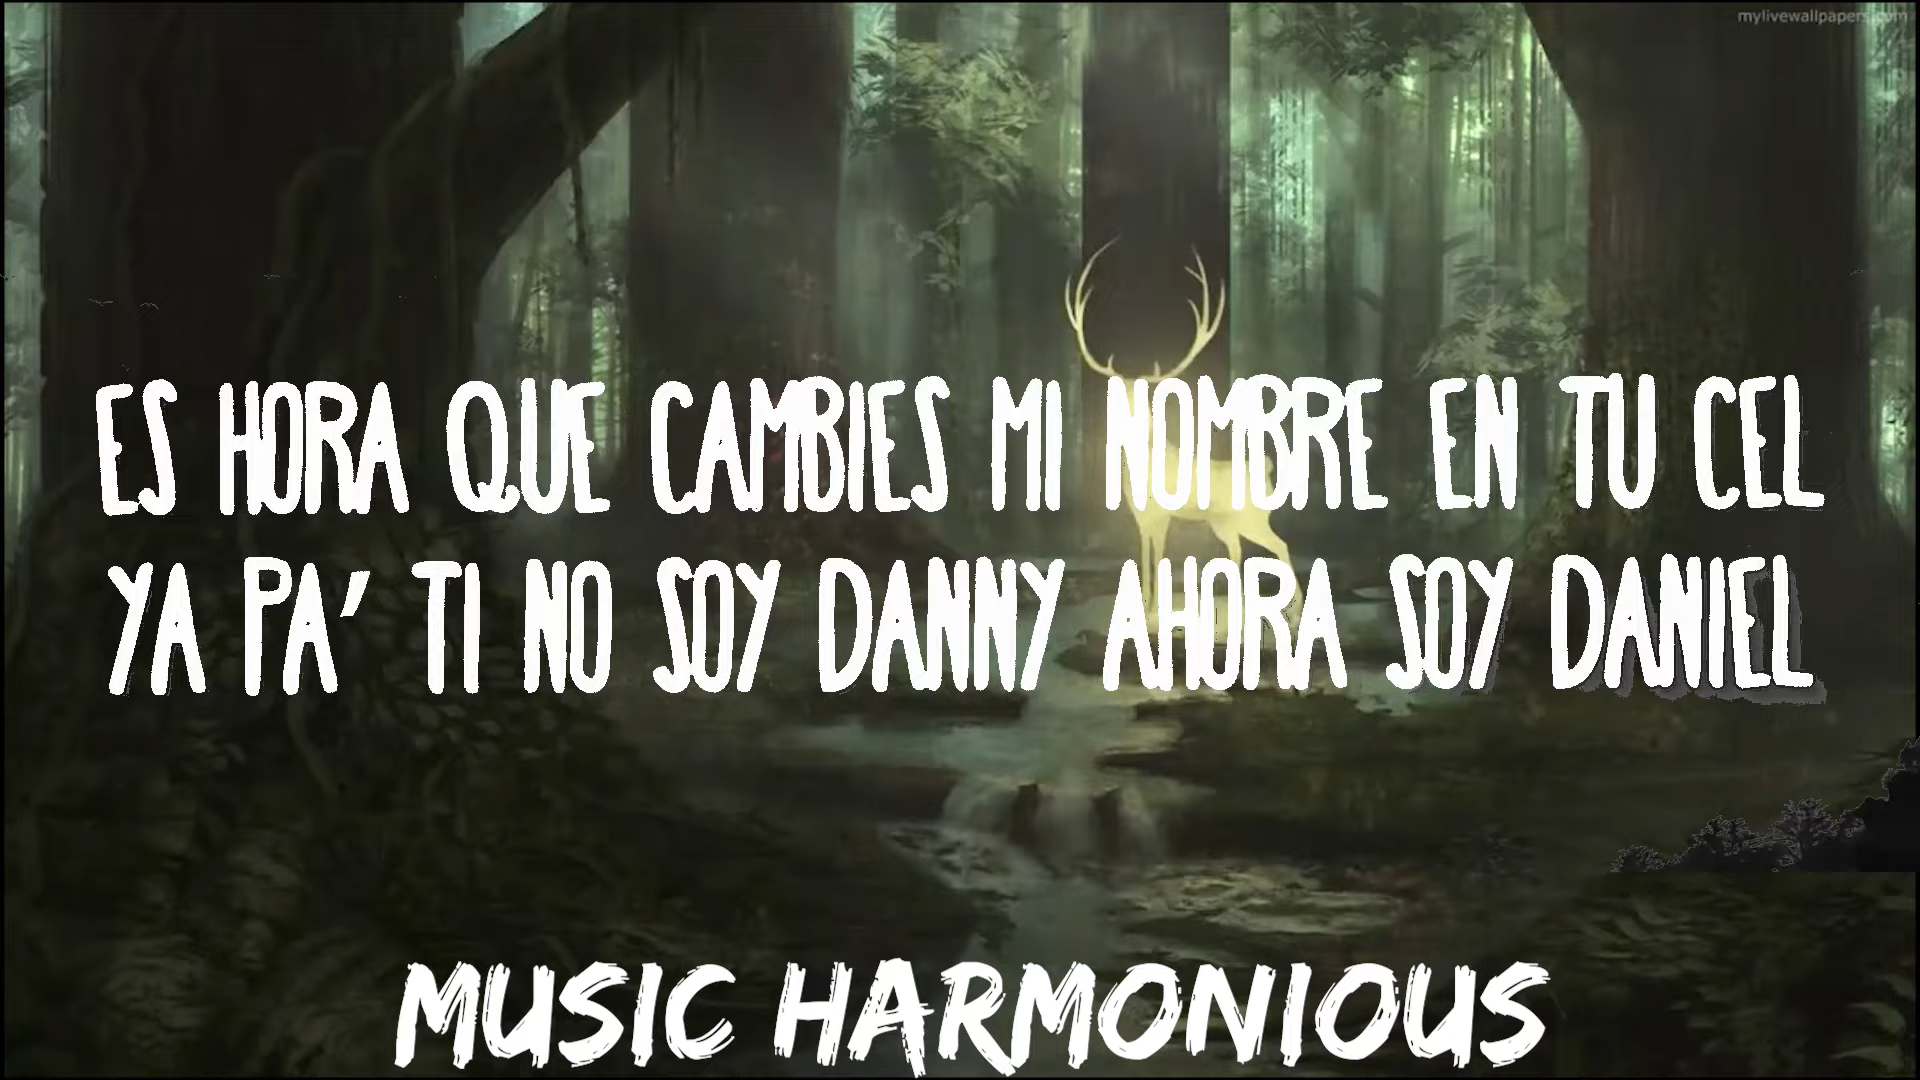 mylivewallpapers.com
ES HORA QUE CAMBIES MI NOMBRE EN TU CEL
YA PA' TI NO SOY DANNY AHORA SOY DANIEL
MUSIC HARMONIOUS